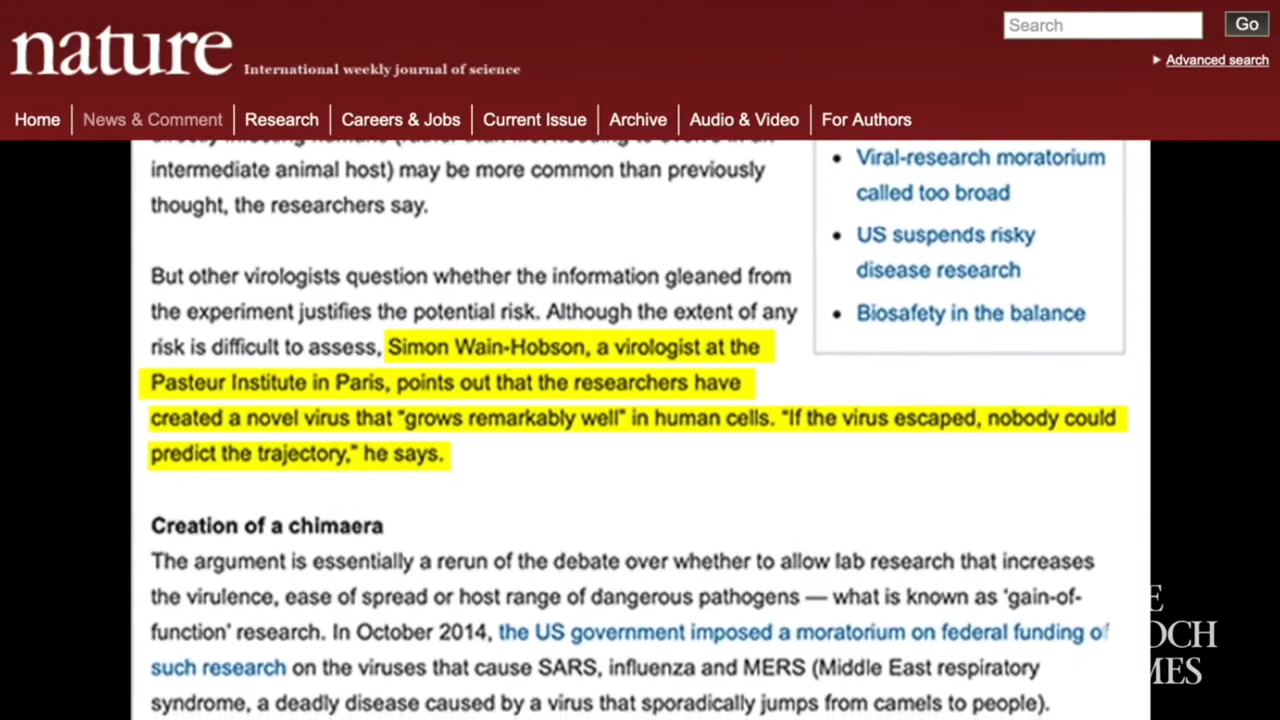 nature
International weekly journal of science
Search
Go
Advanced search
Home
News & Comment
Research
Careers & Jobs
Current Issue
Archive
Audio & Video
For Authors
intermediate animal host) may be more common than previously
thought, the researchers say.
But other virologists question whether the information gleaned from
the experiment justifies the potential risk. Although the extent of any
risk is difficult to assess, Simon Wain-Hobson, a virologist at the
Pasteur Institute in Paris, points out that the researchers have
created a novel virus that “grows remarkably well” in human cells. “If the virus escaped, nobody could
predict the trajectory,” he says.
Viral-research moratorium
called too broad
US suspends risky
disease research
Biosafety in the balance
Creation of a chimaera
The argument is essentially a rerun of the debate over whether to allow lab research that increases
the virulence, ease of spread or host range of dangerous pathogens — what is known as ‘gain-of-
function’ research. In October 2014, the US government imposed a moratorium on federal funding of
such research on the viruses that cause SARS, influenza and MERS (Middle East respiratory
syndrome, a deadly disease caused by a virus that sporadically jumps from camels to people).
E
OCH
MES